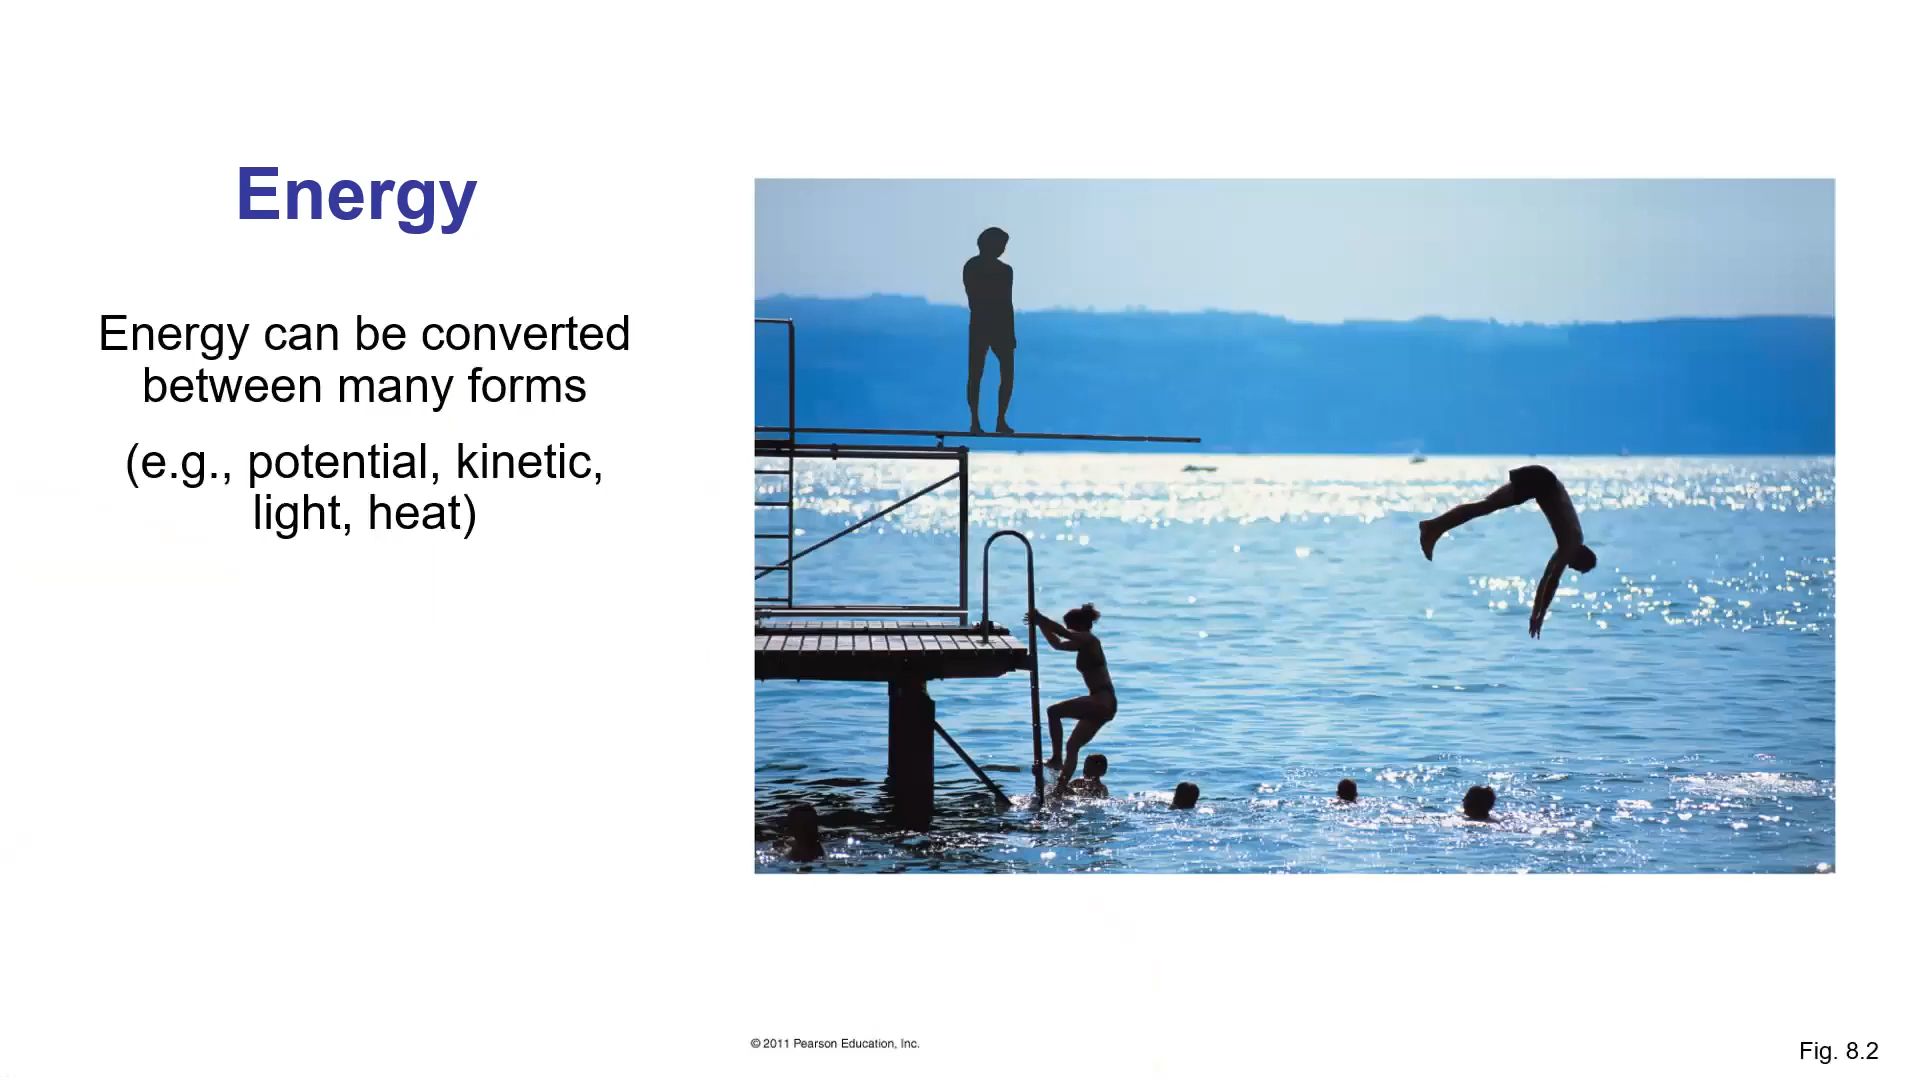 Energy
Energy can be converted
between many forms
(e.g., potential, kinetic,
light, heat)
© 2011 Pearson Education, Inc.
Fig. 8.2